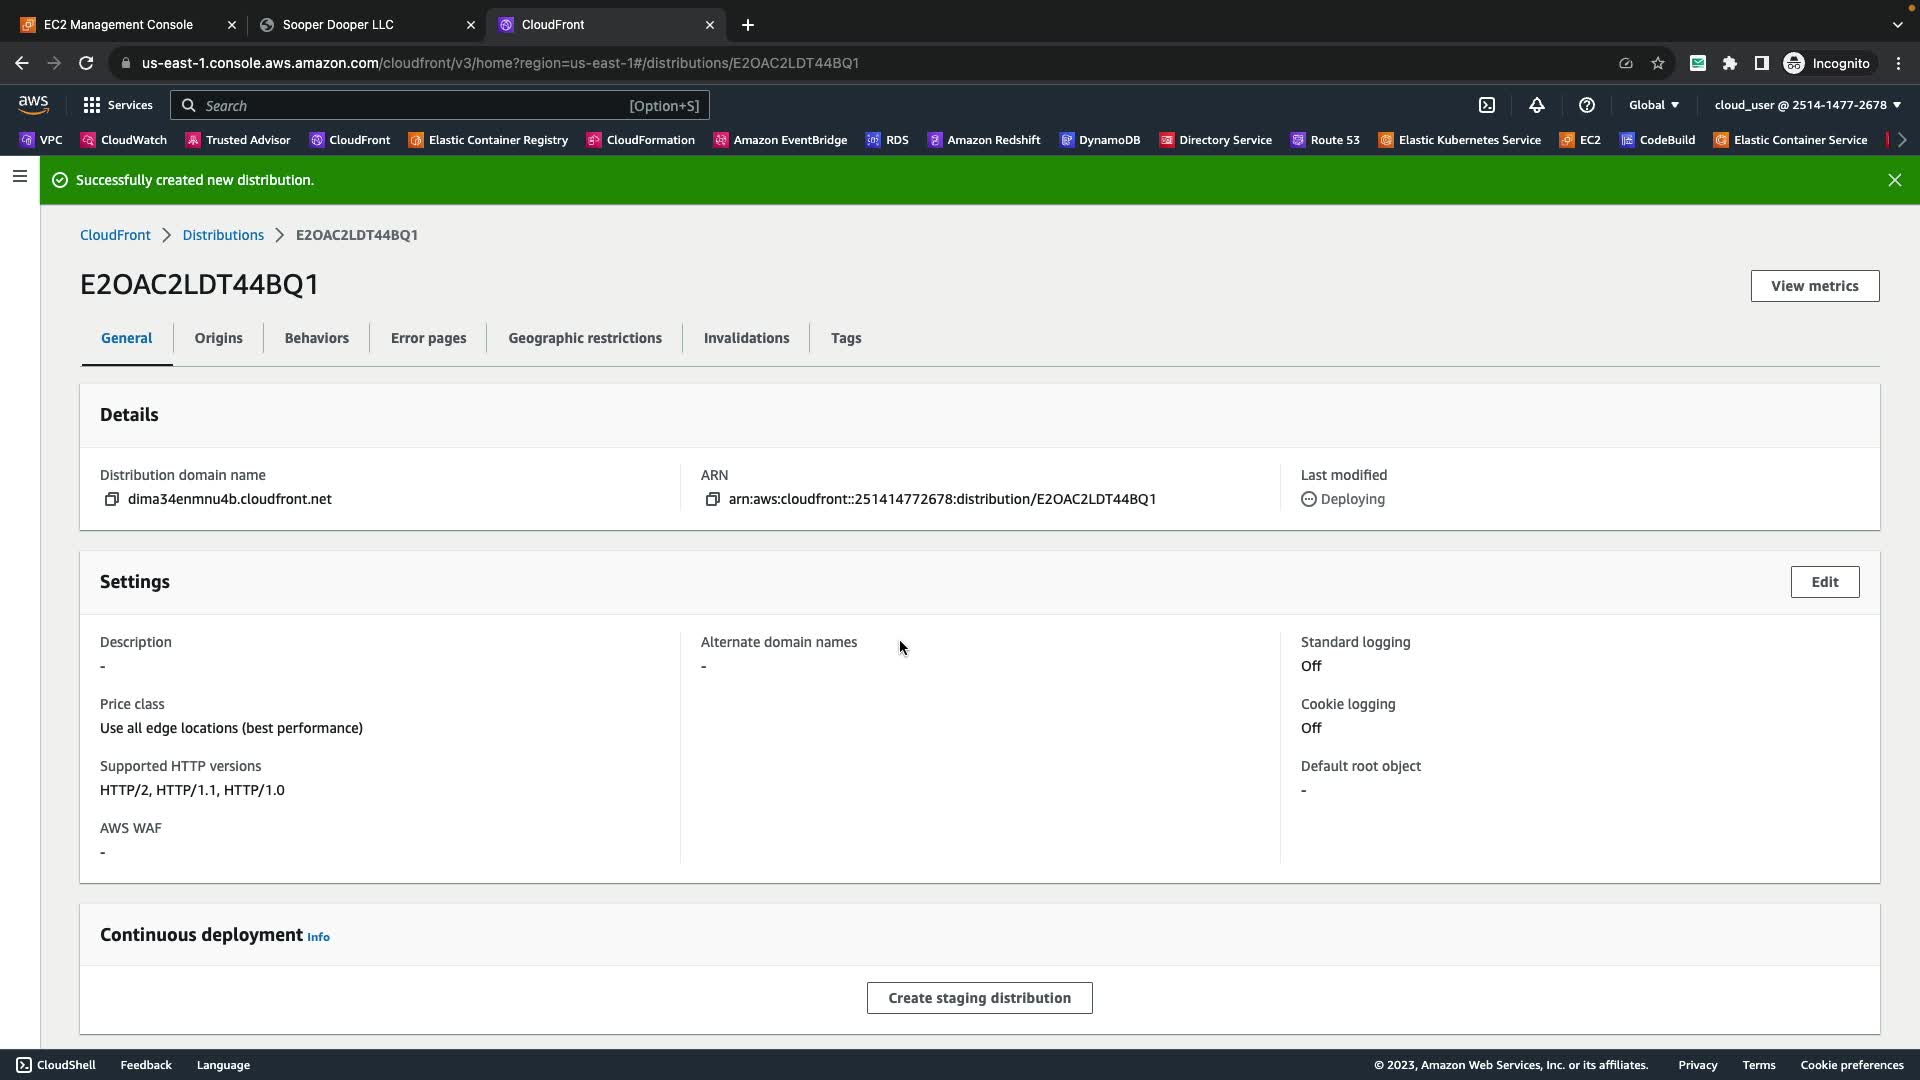 EC2 Management Console
Sooper Dooper LLC
CloudFront
us-east-1.console.aws.amazon.com/cloudfront/v3/home?region=us-east-1#/distributions/E2OAC2LDT44BQ1
Incognito
aws
Services
Search
[Option+S]
Global
cloud_user @ 2514-1477-2678
VPC
CloudWatch
Trusted Advisor
CloudFront
Elastic Container Registry
CloudFormation
Amazon EventBridge
RDS
Amazon Redshift
DynamoDB
Directory Service
Route 53
Elastic Kubernetes Service
EC2
CodeBuild
Elastic Container Service
Successfully created new distribution.
CloudFront
Distributions
E2OAC2LDT44BQ1
E2OAC2LDT44BQ1
View metrics
General
Origins
Behaviors
Error pages
Geographic restrictions
Invalidations
Tags
Details
Distribution domain name
dima34enmnu4b.cloudfront.net
ARN
arn:aws:cloudfront::251414772678:distribution/E2OAC2LDT44BQ1
Last modified
Deploying
Settings
Edit
Description
-
Price class
Use all edge locations (best performance)
Supported HTTP versions
HTTP/2, HTTP/1.1, HTTP/1.0
AWS WAF
-
Alternate domain names
-
Standard logging
Off
Cookie logging
Off
Default root object
-
Continuous deployment Info
Create staging distribution
CloudShell
Feedback
Language
© 2023, Amazon Web Services, Inc. or its affiliates.
Privacy
Terms
Cookie preferences